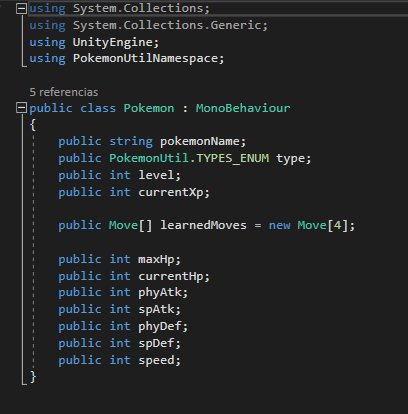 using System.Collections;
using System.Collections.Generic;
using UnityEngine;
using PokemonUtilNamespace;
5 referencias
public class Pokemon : MonoBehaviour
{
public string pokemonName;
public PokemonUtil.TYPES_ENUM type;
public int level;
public int currentXp;
public Move[] learnedMoves = new Move[4];
public int maxHp;
public int currentHp;
public int phyAtk;
public int spAtk;
public int phyDef;
public int spDef;
public int speed;
}